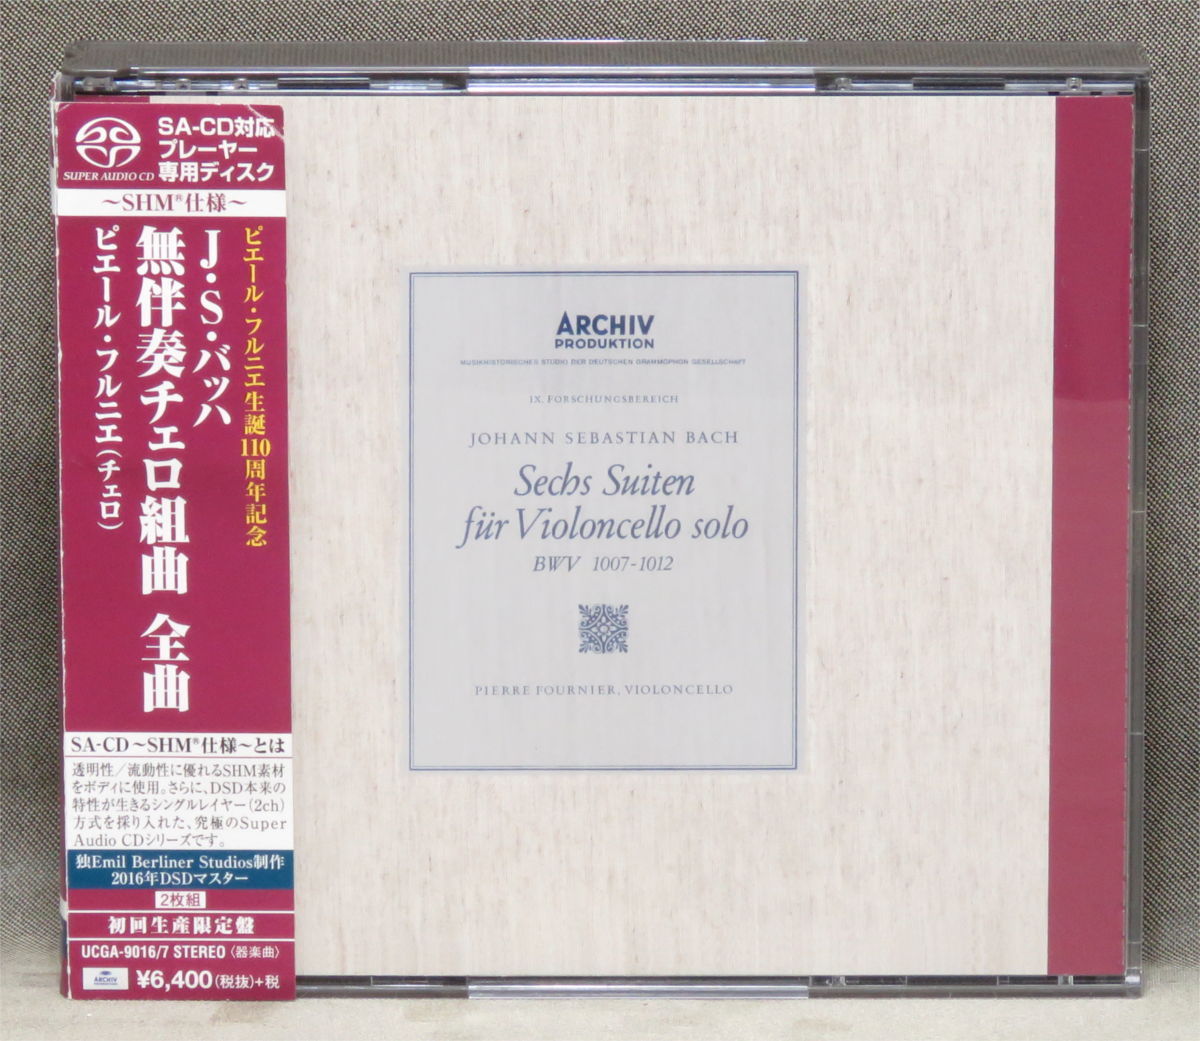 SUPER AUDIO CD
SA-CD対応
プレーヤー
専用ディスク
～SHM®仕様～
ピエール・フルニエ生誕110周年記念
J・S・バッハ
無伴奏チェロ組曲 全曲
ピエール・フルニエ(チェロ)
SA-CD～SHM®仕様～とは
透明性／流動性に優れるSHM素材
をボディに使用。さらに、DSD本来の
特性が生きるシングルレイヤー(2ch)
方式を採り入れた、究極のSuper
Audio CDシリーズです。
独Emil Berliner Studios制作
2016年DSDマスター
2枚組
初回生産限定盤
UCGA-9016/7 STEREO〈器楽曲〉
ARCHIV
PRODUKTION
¥6,400(税抜)+税
ARCHIV
PRODUKTION
MUSIKHISTORISCHES STUDIO DER DEUTSCHEN GRAMMOPHON GESELLSCHAFT
IX. FORSCHUNGSBEREICH
JOHANN SEBASTIAN BACH
Sechs Suiten
für Violoncello solo
BWV 1007-1012
PIERRE FOURNIER, VIOLONCELLO